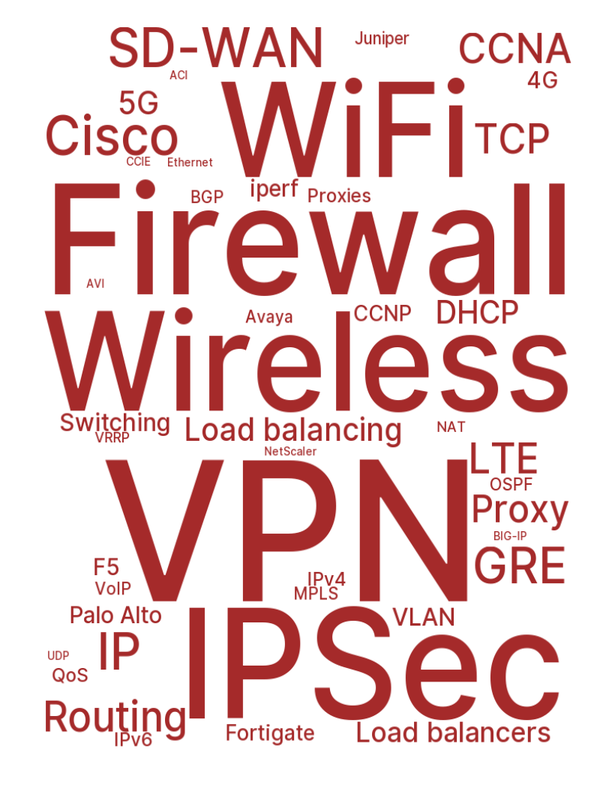 SD-WAN
Juniper
CCNA
ACI
4G
5G
WiFi
Cisco
TCP
CCIE
Ethernet
BGP
iperf
Proxies
Firewall
AVI
Avaya
CCNP
DHCP
Wireless
Switching
VRRP
Load balancing
NAT
NetScaler
LTE
OSPF
VPN
Proxy
BIG-IP
GRE
F5
VoIP
IPv4
MPLS
Palo Alto
VLAN
IP
IPSec
UDP
QoS
Routing
IPv6
Fortigate
Load balancers